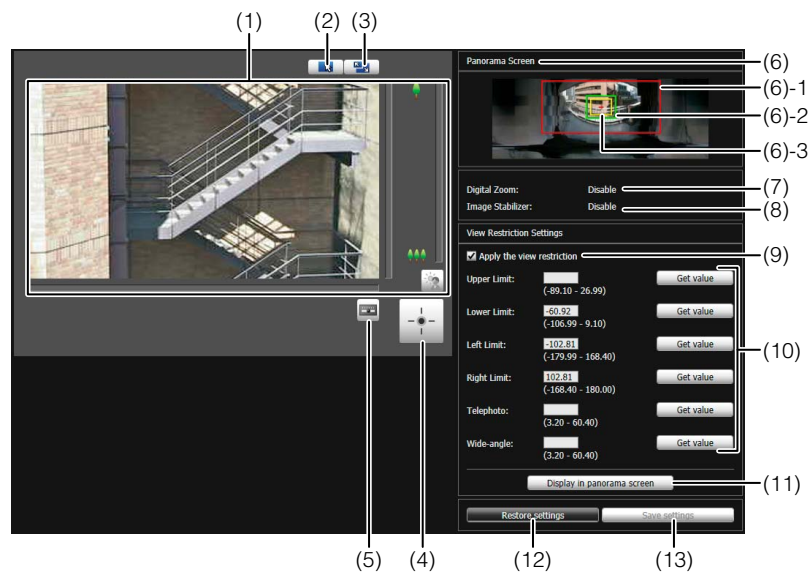 (1)
(2)
(3)
Panorama Screen
(6)
(6)-1
(6)-2
(6)-3
Digital Zoom: Disable
(7)
Image Stabilizer: Disable
(8)
View Restriction Settings
Apply the view restriction
(9)
Upper Limit: Get value
(-89.10 - 26.99)
Lower Limit: -60.92 Get value
(-106.99 - 9.10)
Left Limit: -102.81 Get value
(-179.99 - 168.40)
(10)
Right Limit: 102.81 Get value
(-168.40 - 180.00)
Telephoto: Get value
(3.20 - 60.40)
Wide-angle: Get value
(3.20 - 60.40)
Display in panorama screen
(11)
Restore settings
Save settings
(5)
(4)
(12)
(13)